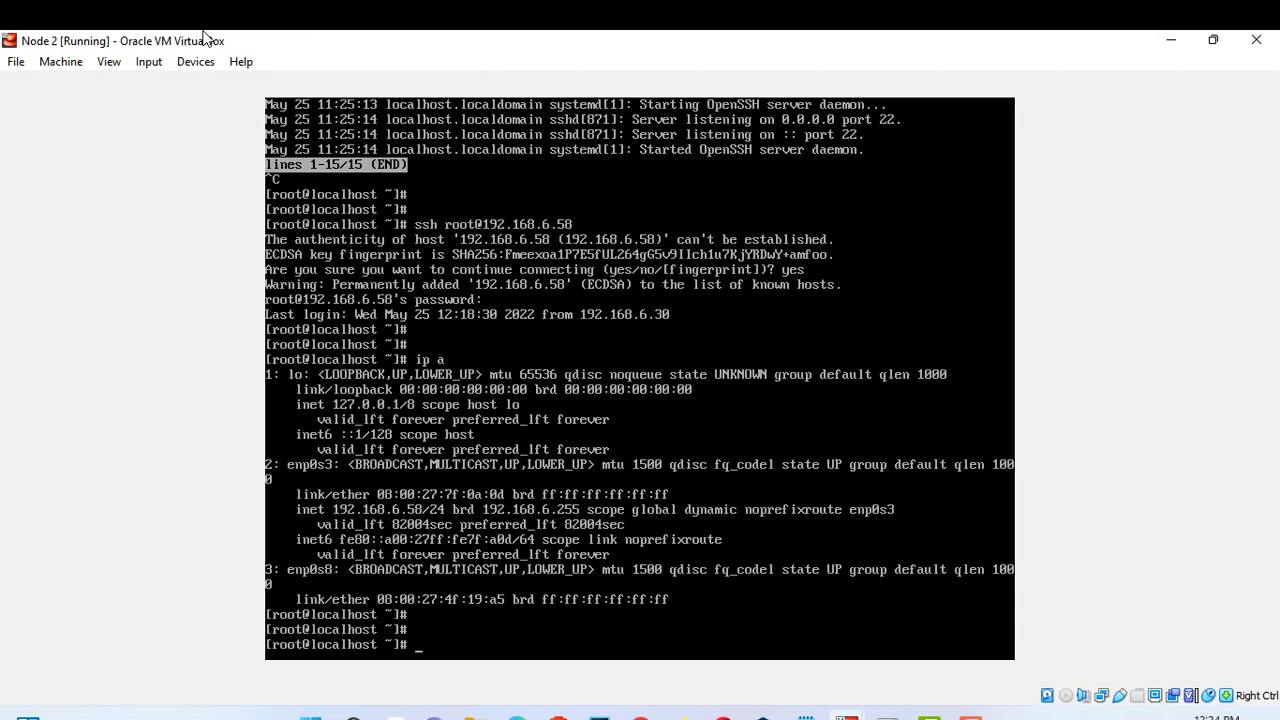 Node 2 [Running] - Oracle VM VirtualBox
File Machine View Input Devices Help
May 25 11:25:13 localhost.localdomain systemd[1]: Starting OpenSSH server daemon...
May 25 11:25:14 localhost.localdomain sshd[871]: Server listening on 0.0.0.0 port 22.
May 25 11:25:14 localhost.localdomain sshd[871]: Server listening on :: port 22.
May 25 11:25:14 localhost.localdomain systemd[1]: Started OpenSSH server daemon.
lines 1-15/15 (END)
^C
[root@localhost ~]#
[root@localhost ~]#
[root@localhost ~]# ssh root@192.168.6.58
The authenticity of host '192.168.6.58 (192.168.6.58)' can't be established.
ECDSA key fingerprint is SHA256:Fmeexoa1P7E5fUL264gG5v9IIch1u7KjYRDwY+amfoo.
Are you sure you want to continue connecting (yes/no/[fingerprint])? yes
Warning: Permanently added '192.168.6.58' (ECDSA) to the list of known hosts.
root@192.168.6.58's password:
Last login: Wed May 25 12:18:30 2022 from 192.168.6.30
[root@localhost ~]#
[root@localhost ~]#
[root@localhost ~]# ip a
1: lo: <LOOPBACK,UP,LOWER_UP> mtu 65536 qdisc noqueue state UNKNOWN group default qlen 1000
link/loopback 00:00:00:00:00:00 brd 00:00:00:00:00:00
inet 127.0.0.1/8 scope host lo
valid_lft forever preferred_lft forever
inet6 ::1/128 scope host
valid_lft forever preferred_lft forever
2: enp0s3: <BROADCAST,MULTICAST,UP,LOWER_UP> mtu 1500 qdisc fq_codel state UP group default qlen 100
0
link/ether 08:00:27:7f:0a:0d brd ff:ff:ff:ff:ff:ff
inet 192.168.6.58/24 brd 192.168.6.255 scope global dynamic noprefixroute enp0s3
valid_lft 82004sec preferred_lft 82004sec
inet6 fe80::a00:27ff:fe7f:a0d/64 scope link noprefixroute
valid_lft forever preferred_lft forever
3: enp0s8: <BROADCAST,MULTICAST,UP,LOWER_UP> mtu 1500 qdisc fq_codel state UP group default qlen 100
0
link/ether 08:00:27:4f:19:a5 brd ff:ff:ff:ff:ff:ff
[root@localhost ~]#
[root@localhost ~]#
[root@localhost ~]# _
Right Ctrl